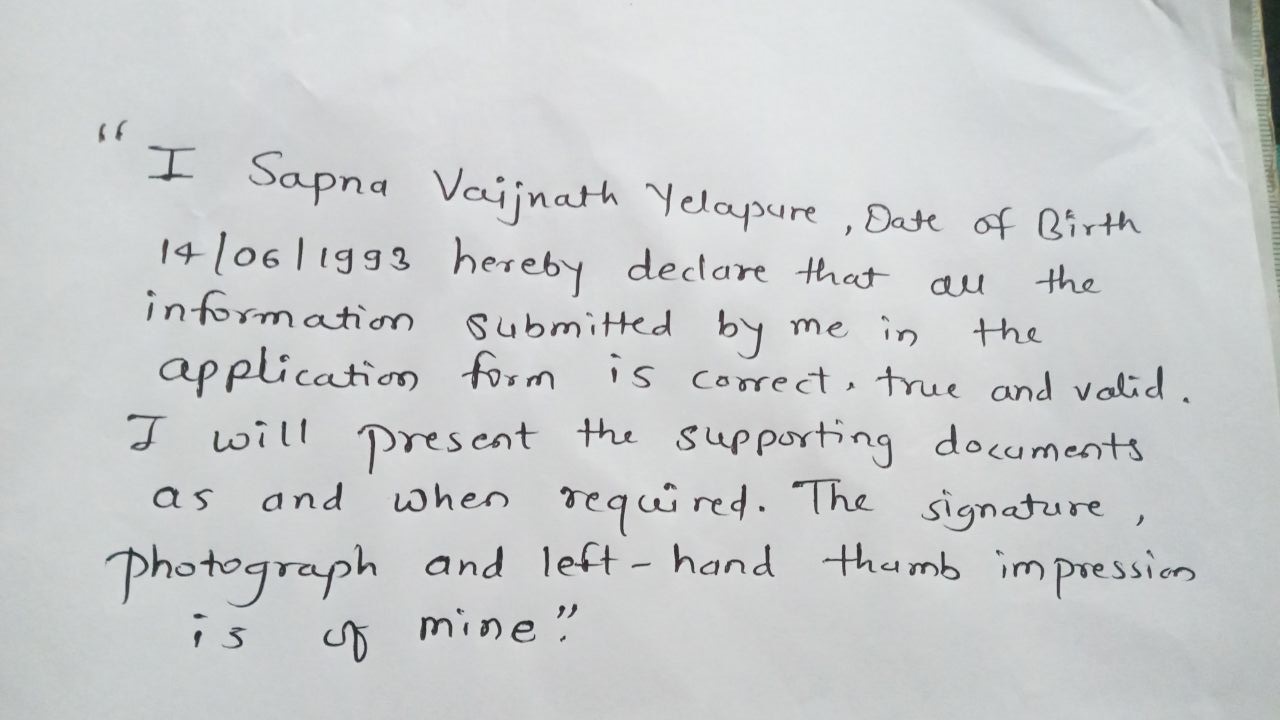 “ I Sapna Vaijnath Yelapure, Date of Birth
14/06/1993 hereby declare that all the
information submitted by me in the
application form is correct, true and valid.
I will present the supporting documents
as and when required. The signature,
photograph and left-hand thumb impression
is of mine.”